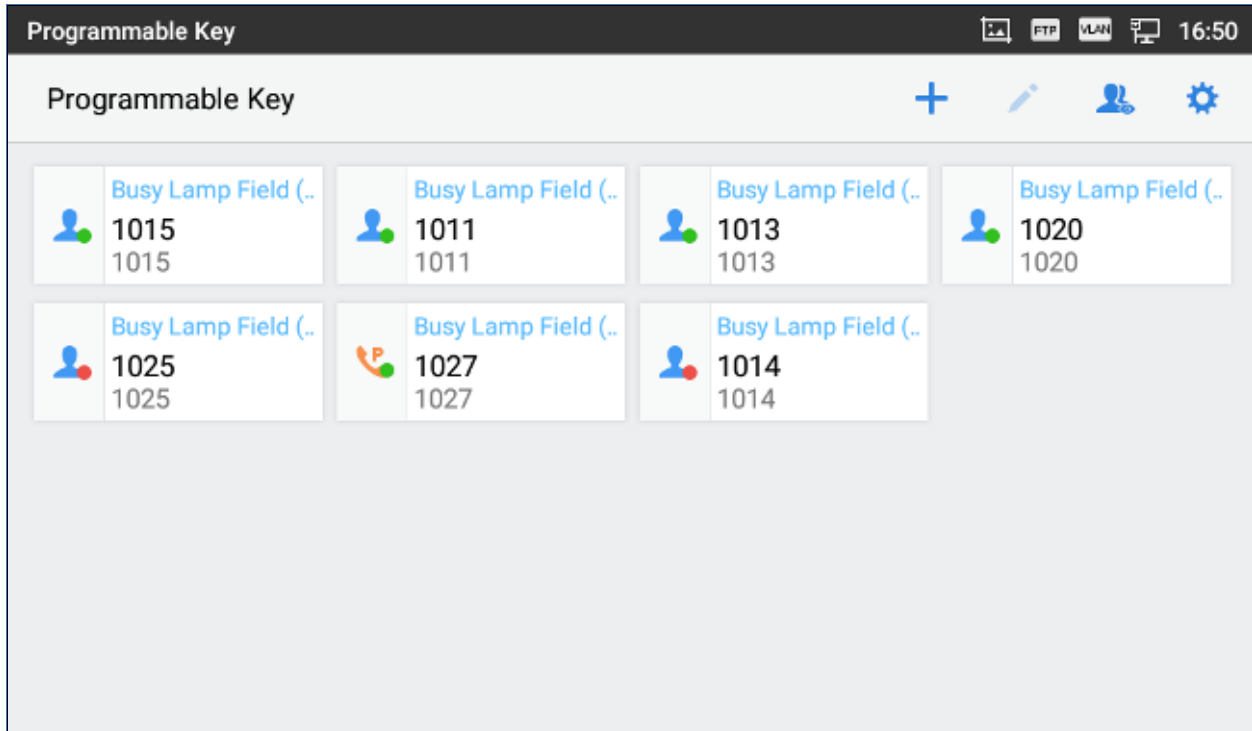 Programmable Key
FTP
VLAN
16:50
Programmable Key
Busy Lamp Field (..
1015
1015
Busy Lamp Field (..
1011
1011
Busy Lamp Field (..
1013
1013
Busy Lamp Field (..
1020
1020
Busy Lamp Field (..
1025
1025
P
Busy Lamp Field (..
1027
1027
Busy Lamp Field (..
1014
1014